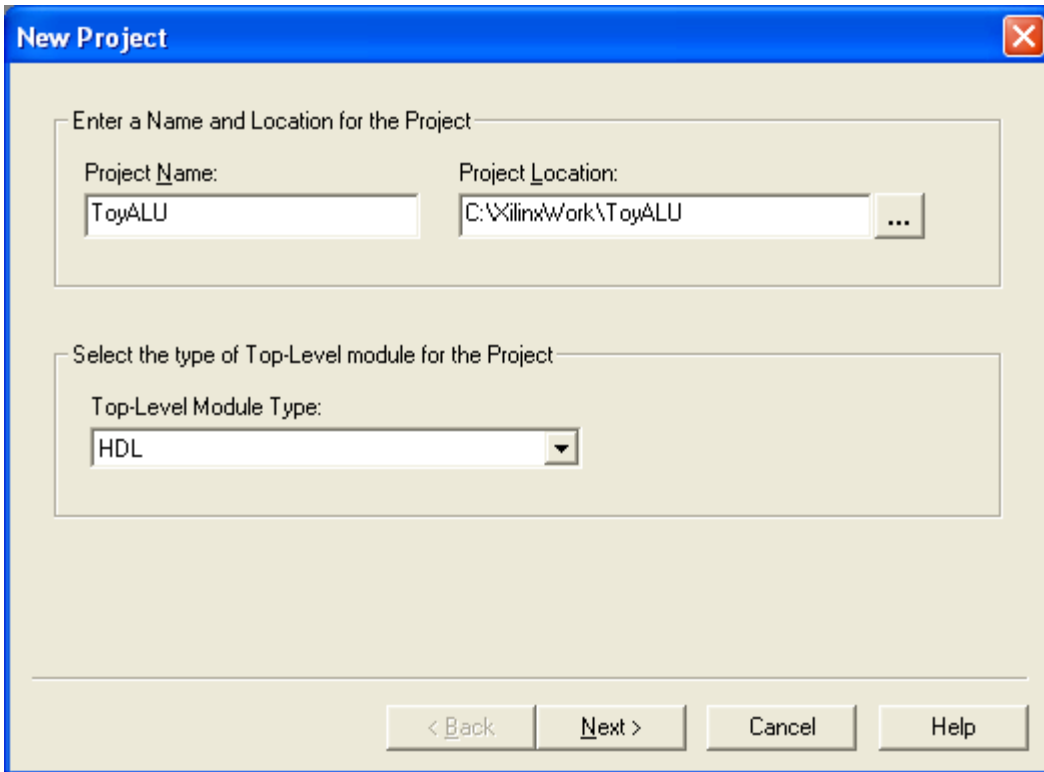 New Project
Enter a Name and Location for the Project
Project Name:
Project Location:
ToyALU
C:\XilinxWork\ToyALU
...
Select the type of Top-Level module for the Project
Top-Level Module Type:
HDL
< Back
Next >
Cancel
Help